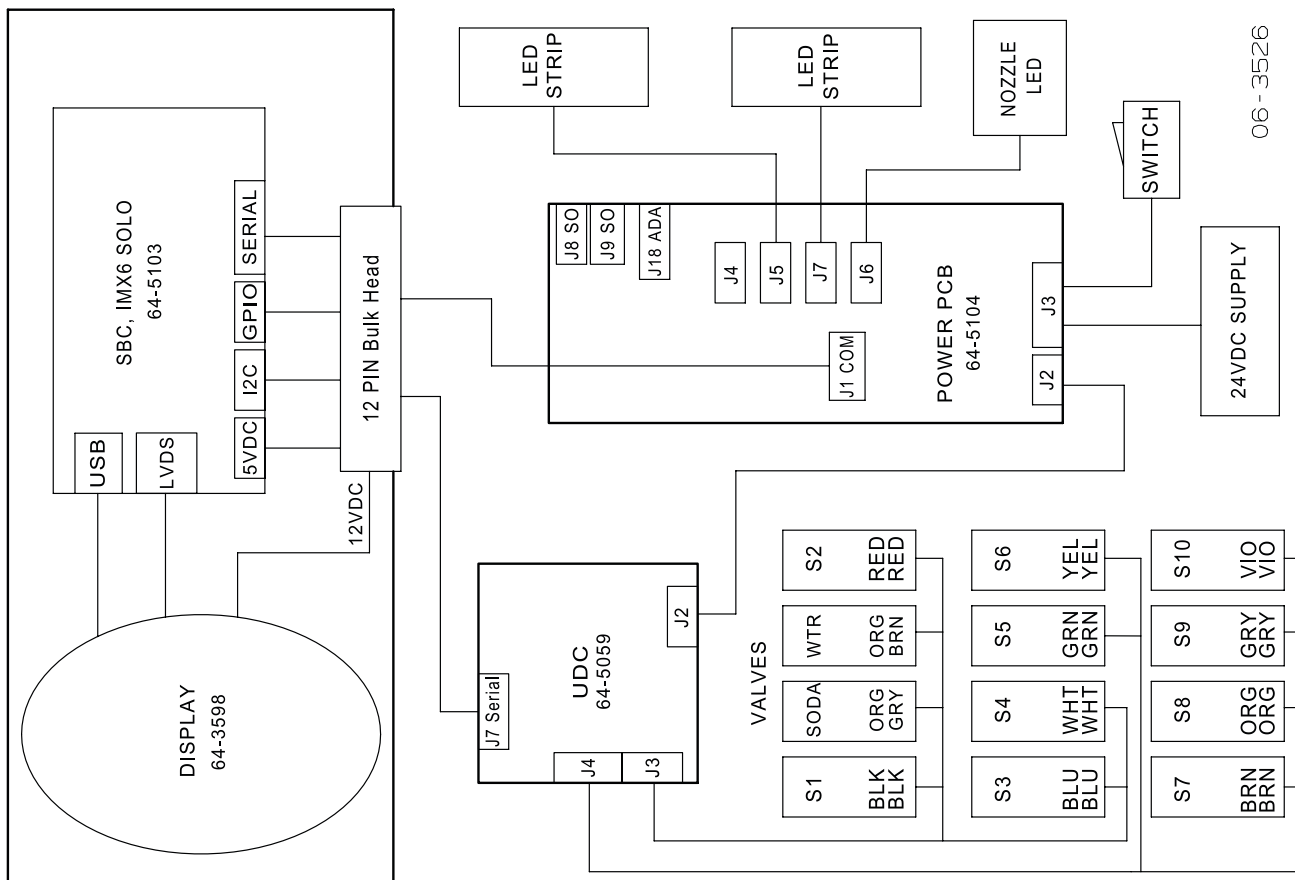 DISPLAY
64-3598
12VDC
USB
LVDS
SBC, IMX6 SOLO
64-5103
5VDC
I2C
GPIO
SERIAL
12 PIN Bulk Head
J7 Serial
UDC
64-5059
J4
J3
J2
J8 SO
J9 SO
J18 ADA
J4
J5
J7
J6
J1 COM
POWER PCB
64-5104
J2
J3
LED
STRIP
LED
STRIP
NOZZLE
LED
SWITCH
24VDC SUPPLY
VALVES
S1
BLK
BLK
SODA
ORG
GRY
WTR
ORG
BRN
S2
RED
RED
S3
BLU
BLU
S4
WHT
WHT
S5
GRN
GRN
S6
YEL
YEL
S7
BRN
BRN
S8
ORG
ORG
S9
GRY
GRY
S10
VIO
VIO
06-3526